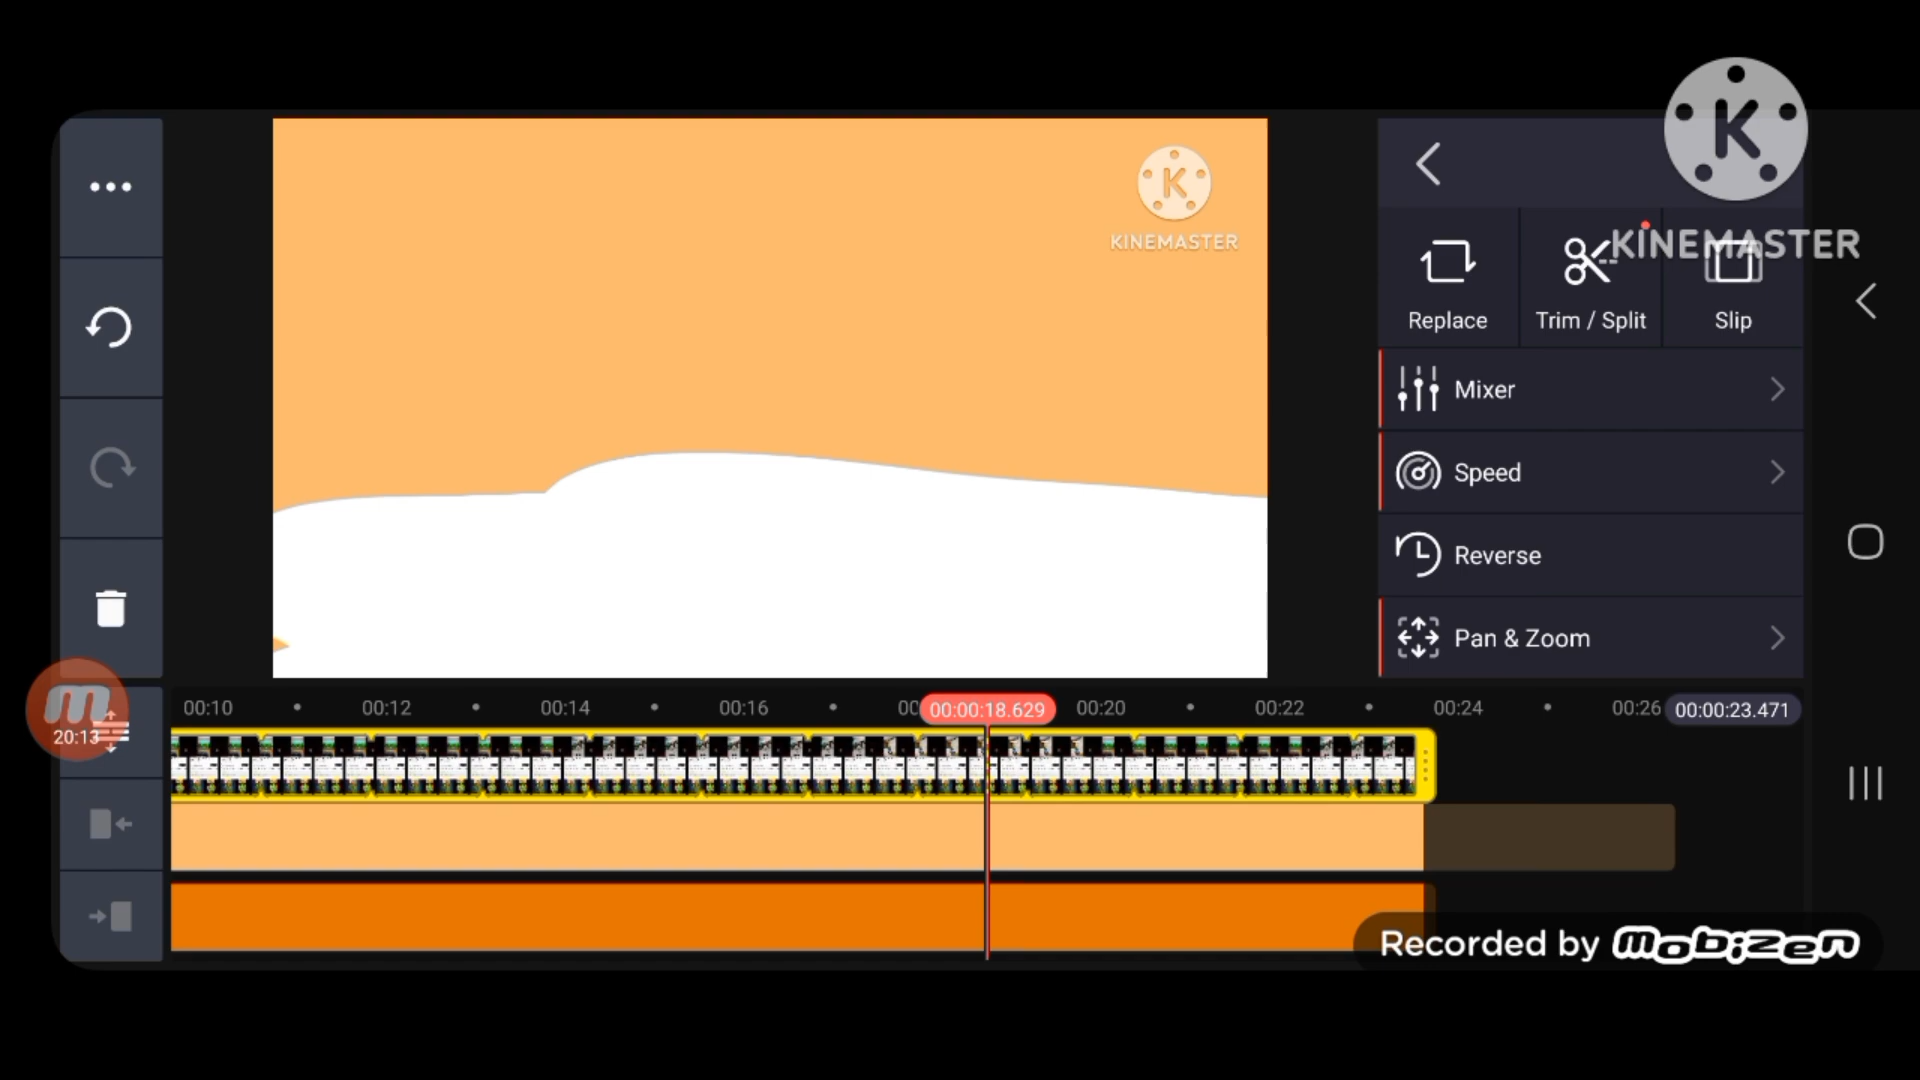 K
KINEMASTER
K
KINEMASTER
Replace
Trim / Split
Slip
Mixer
Speed
Reverse
Pan & Zoom
m
20:13
00:10
00:12
00:14
00:16
00
00:00:18.629
00:20
00:22
00:24
00:26
00:00:23.471
Recorded by mobizen